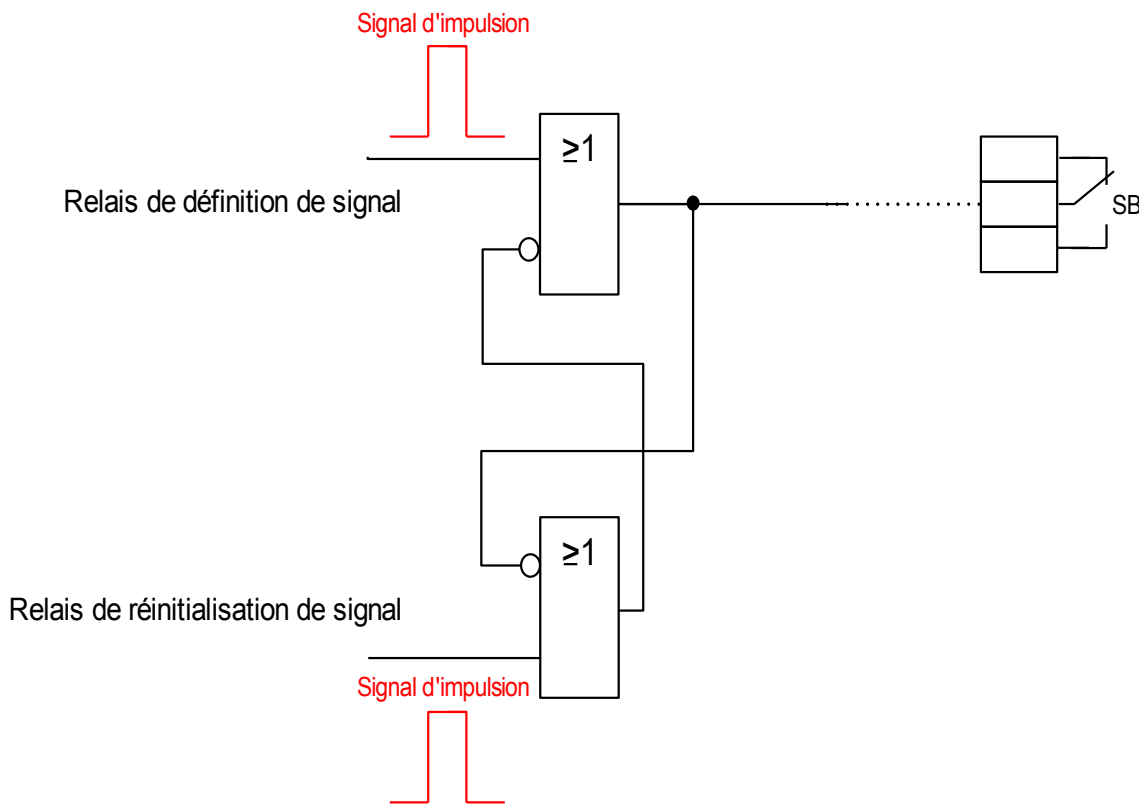 Signal d'impulsion
≥1
Relais de définition de signal
SB
≥1
Relais de réinitialisation de signal
Signal d'impulsion